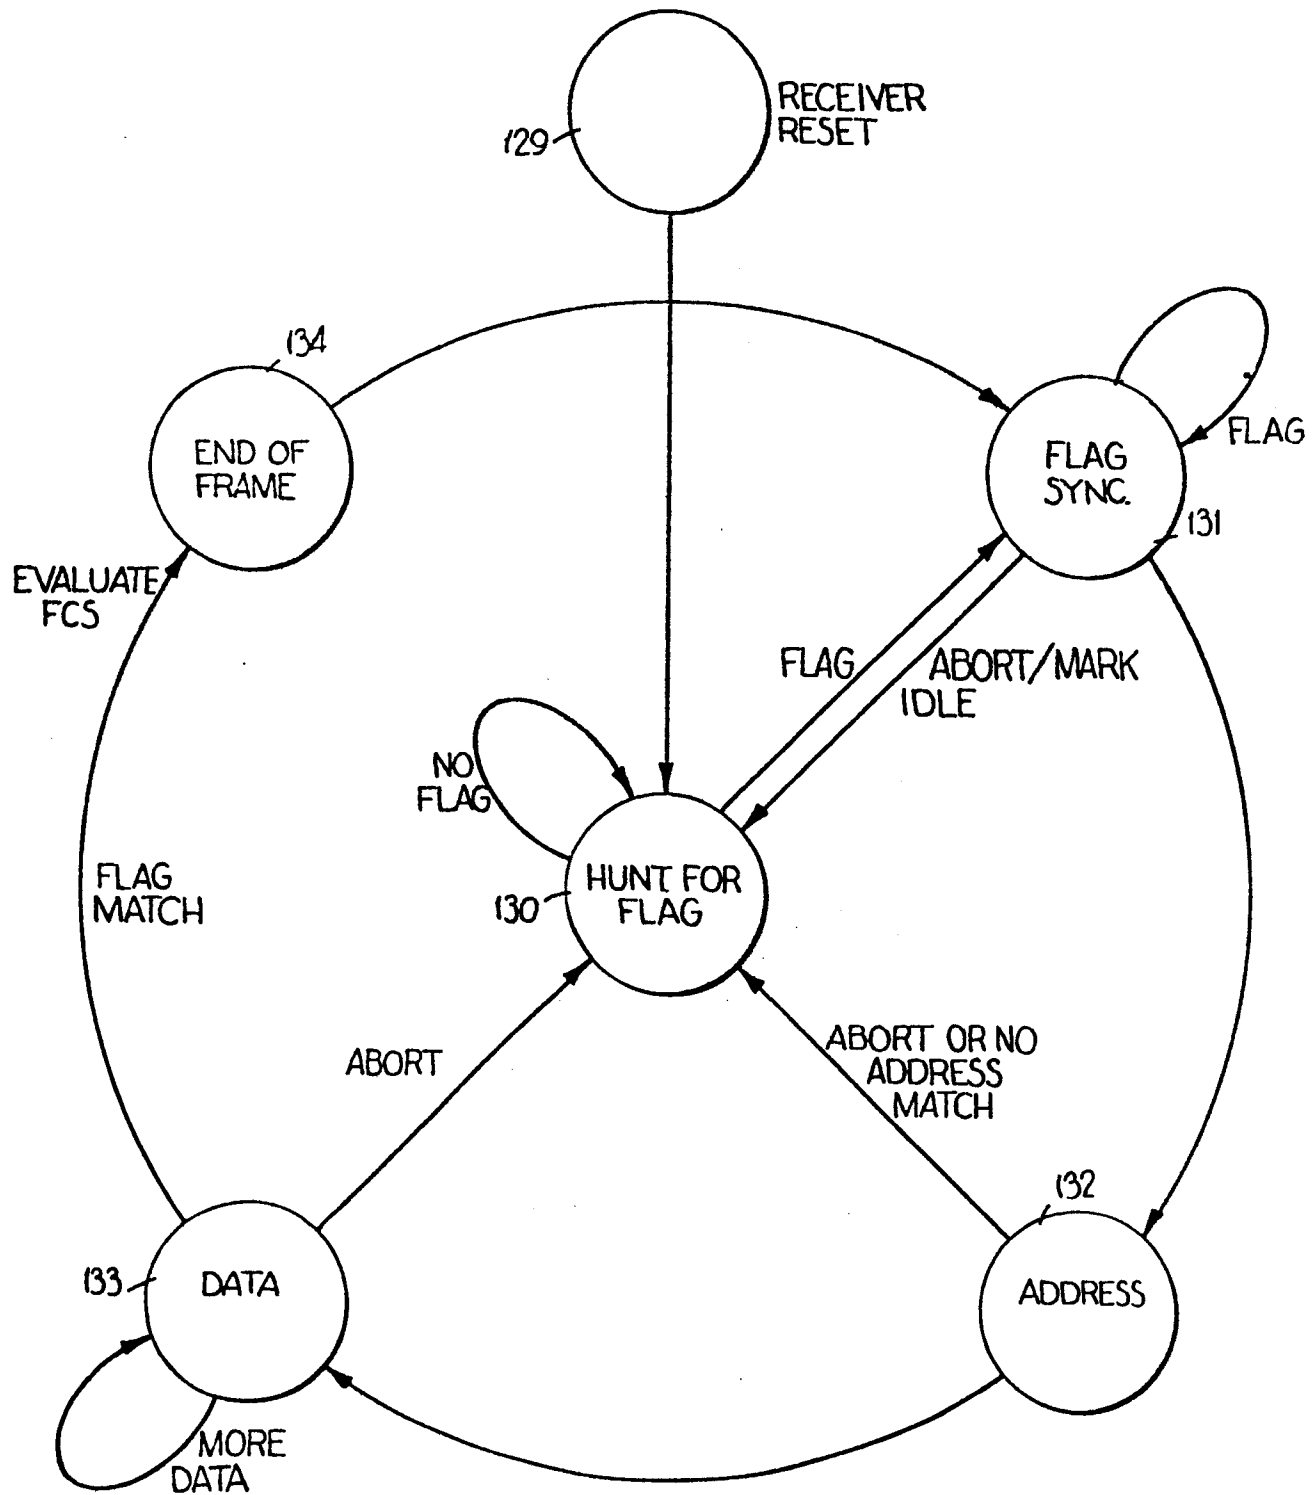 RECEIVER
RESET
129
134
END OF
FRAME
FLAG
FLAG
SYNC.
131
EVALUATE
FCS
FLAG
ABORT/MARK
IDLE
NO
FLAG
HUNT FOR
FLAG
130
FLAG
MATCH
ABORT
ABORT OR NO
ADDRESS
MATCH
132
133
DATA
ADDRESS
MORE
DATA